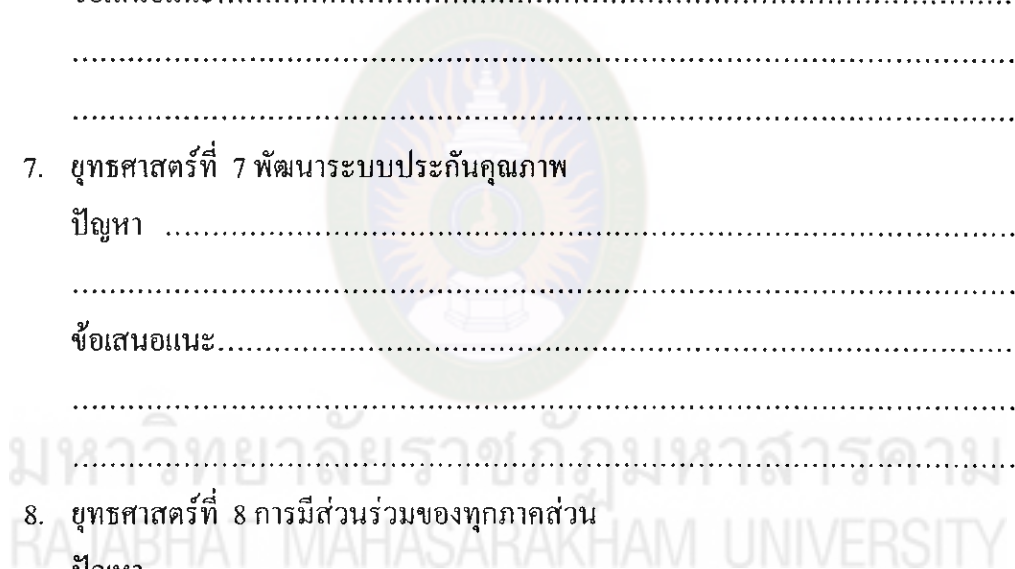 ข้อเสนอแนะ
7. ยุทธศาสตร์ที่ 7 พัฒนาระบบประกันคุณภาพ
ปัญหา ........................................................................
........................................................................
ข้อเสนอแนะ........................................................................
........................................................................
มหาวิทยาลัยราชภัฏมหาสารคาม
........................................................................
8. ยุทธศาสตร์ที่ 8 การมีส่วนร่วมของทุกภาคส่วน
RAJABHAT MAHASARAKHAM UNIVERSITY
ปัญหา